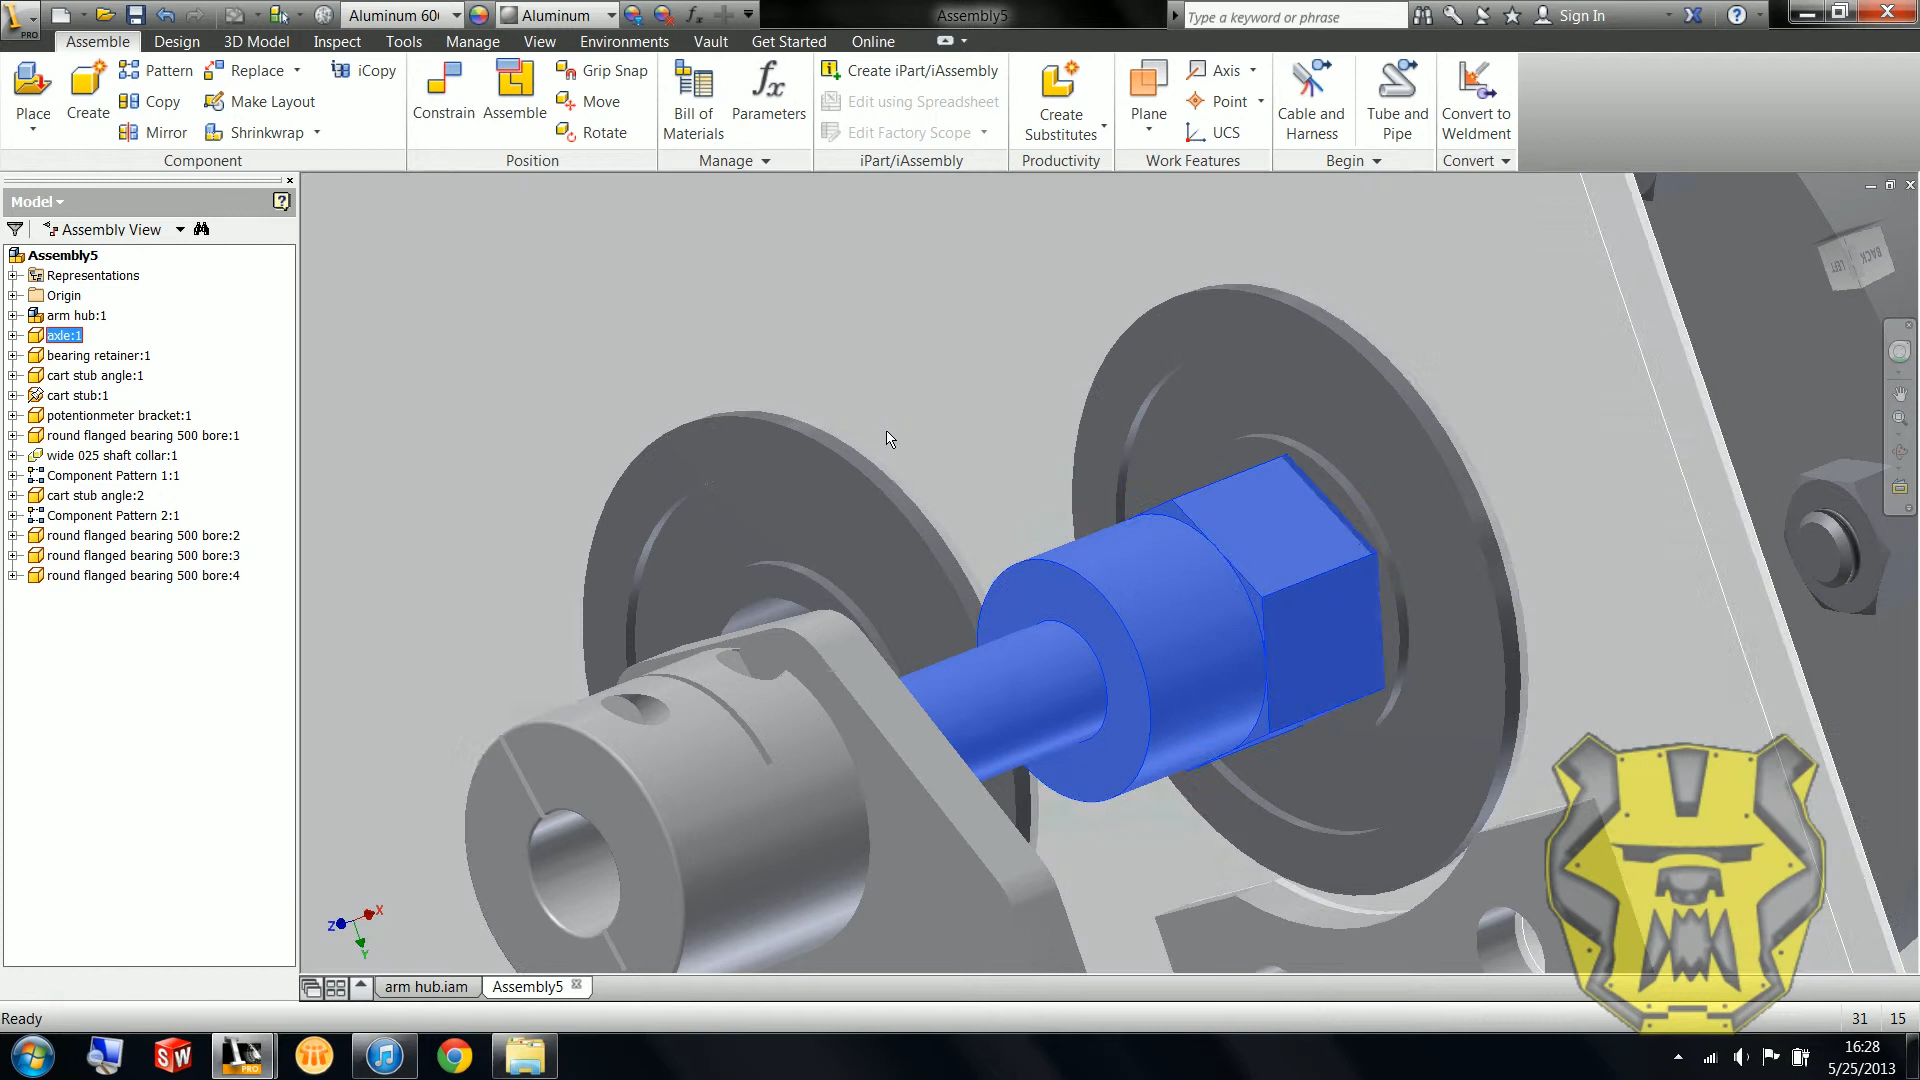 PRO
Aluminum 60
Aluminum
Assembly5
Type a keyword or phrase
Sign In
Assemble Design 3D Model Inspect Tools Manage View Environments Vault Get Started Online
Place
Create
Pattern
Copy
Mirror
Replace
Make Layout
Shrinkwrap
iCopy
Component
Constrain
Assemble
Grip Snap
Move
Rotate
Position
Bill of
Materials
Parameters
Manage
Create iPart/iAssembly
Edit using Spreadsheet
Edit Factory Scope
iPart/iAssembly
Create
Substitutes
Productivity
Plane
Axis
Point
UCS
Work Features
Cable and
Harness
Tube and
Pipe
Begin
Convert to
Weldment
Convert
Model
Assembly View
Assembly5
Representations
Origin
arm hub:1
axle:1
bearing retainer:1
cart stub angle:1
cart stub:1
potentionmeter bracket:1
round flanged bearing 500 bore:1
wide 025 shaft collar:1
Component Pattern 1:1
cart stub angle:2
Component Pattern 2:1
round flanged bearing 500 bore:2
round flanged bearing 500 bore:3
round flanged bearing 500 bore:4
LEFT
BACK
X
Z
Y
arm hub.iam
Assembly5
Ready
31 15
SW
PRO
16:28
5/25/2013